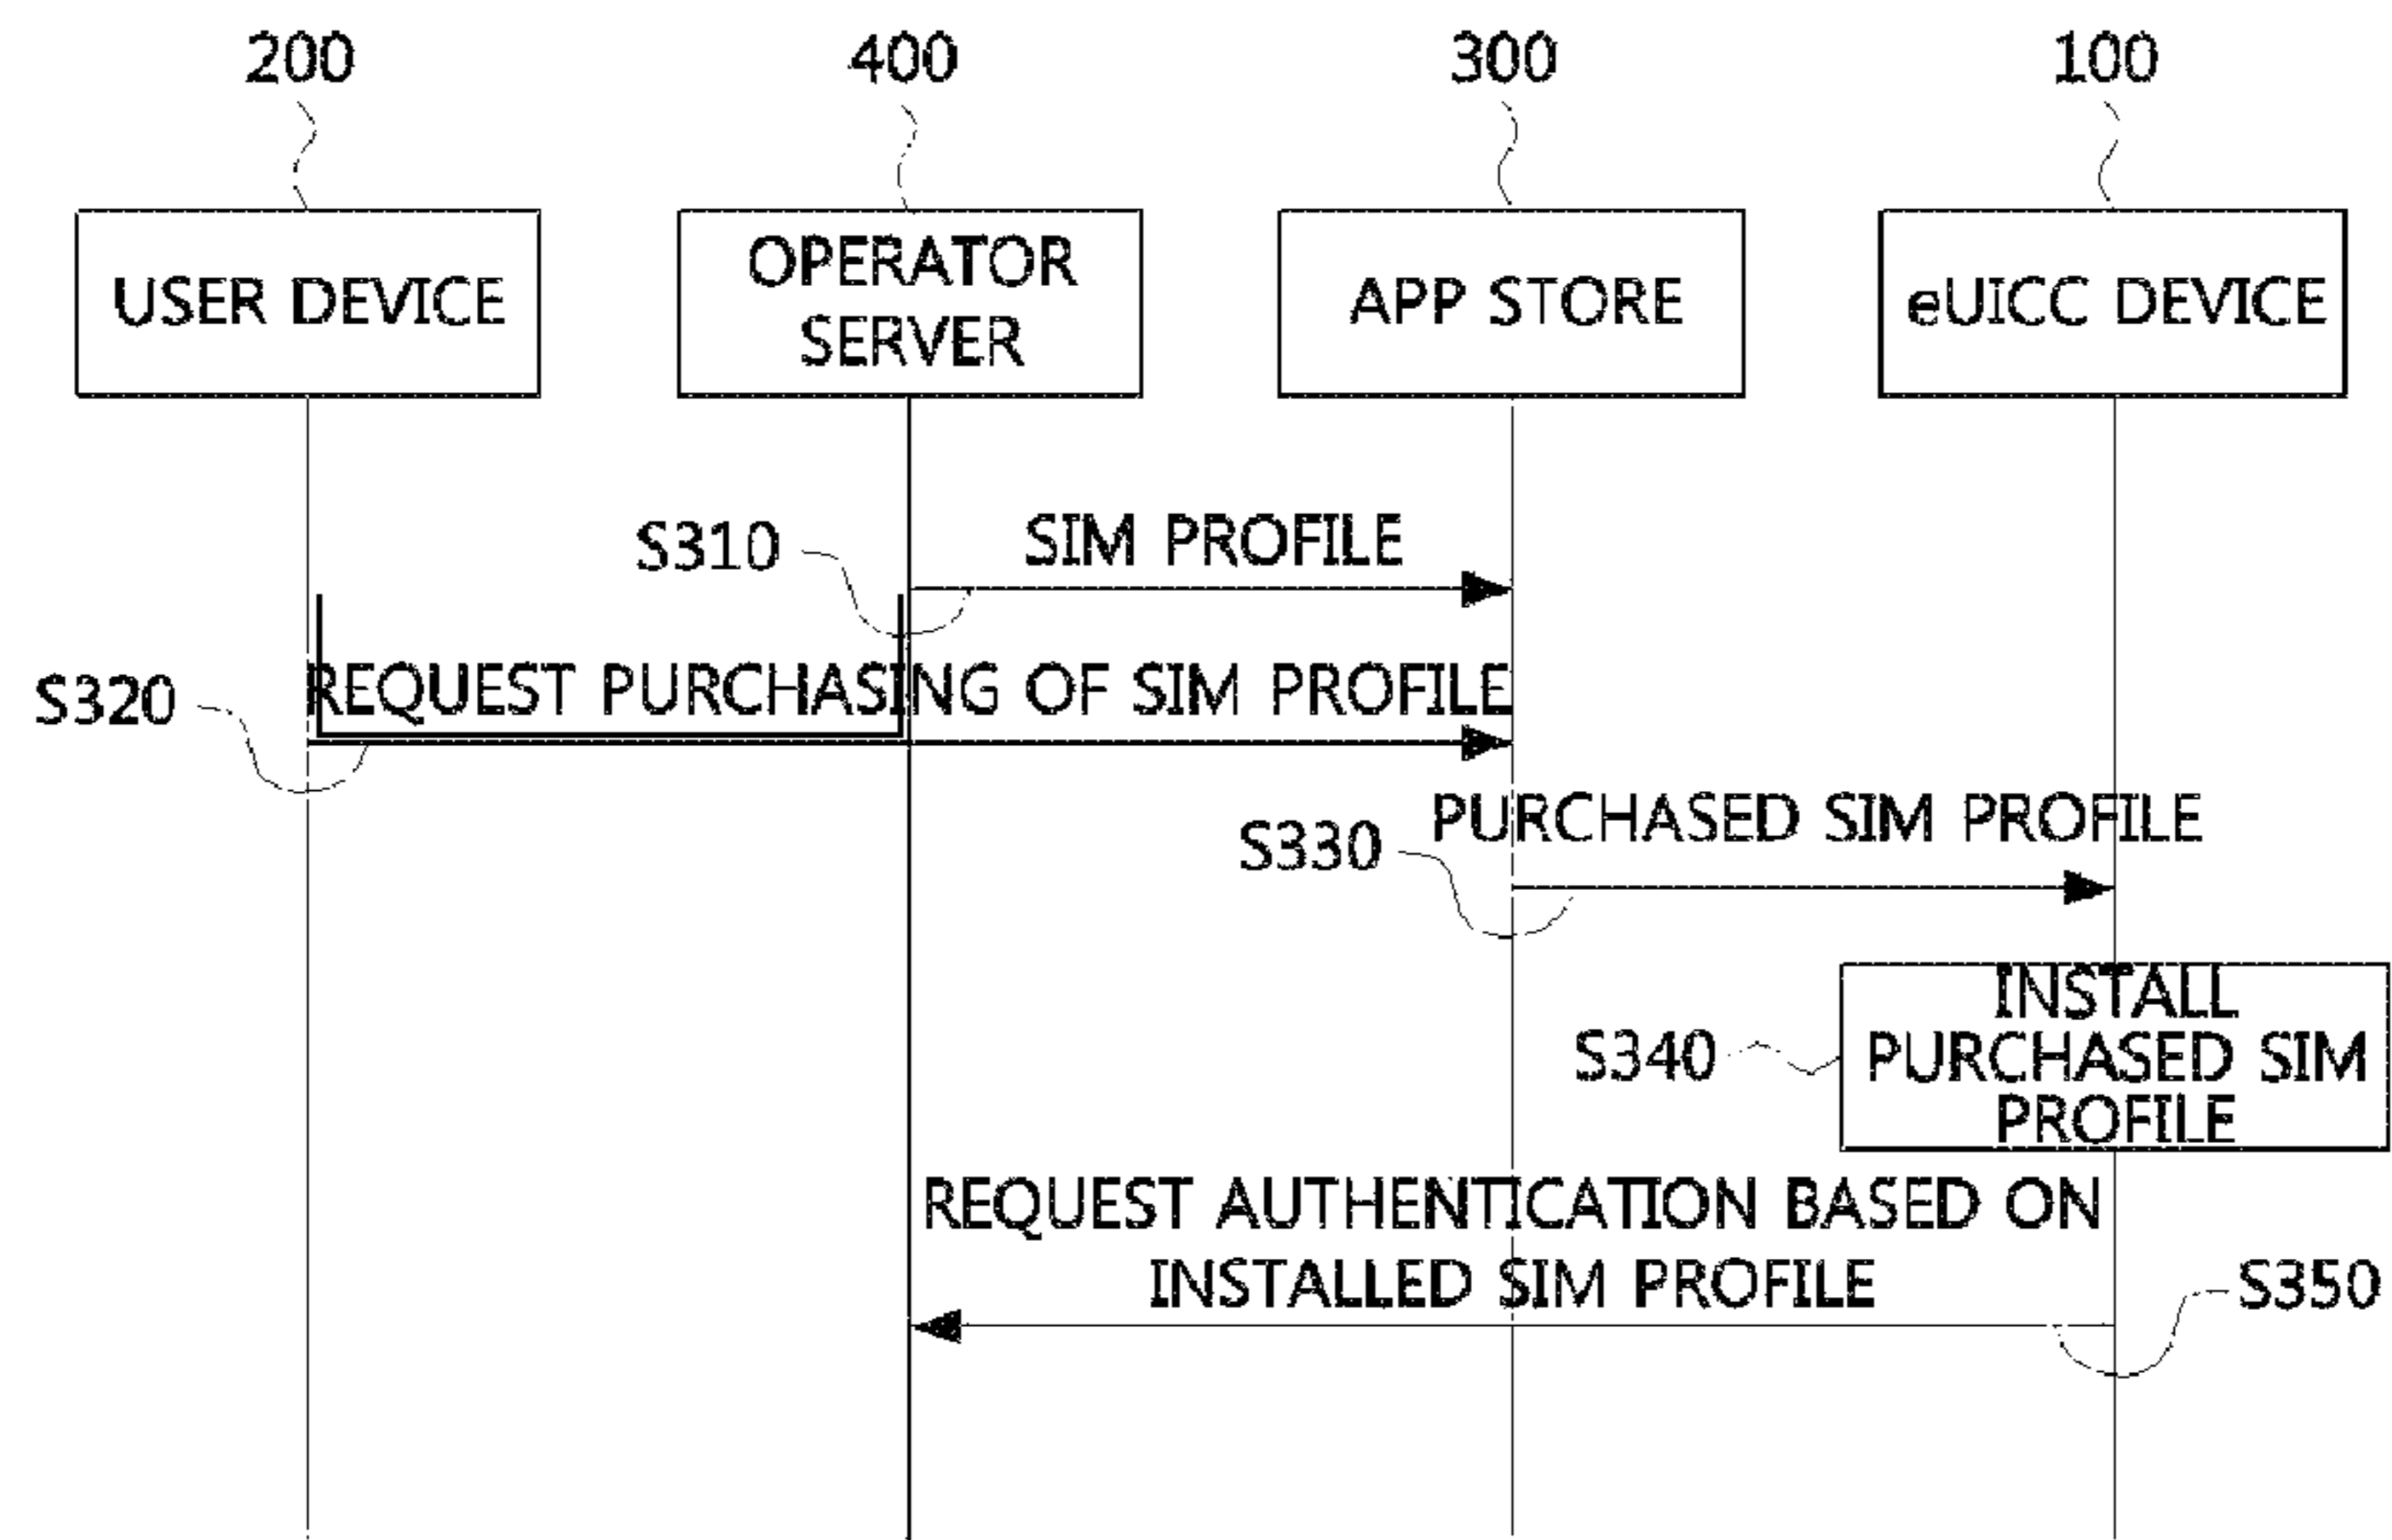 200
400
300
100
USER DEVICE
OPERATOR
SERVER
APP STORE
eUICC DEVICE
S310
SIM PROFILE
S320
REQUEST PURCHASING OF SIM PROFILE
S330
PURCHASED SIM PROFILE
S340
INSTALL
PURCHASED SIM
PROFILE
REQUEST AUTHENTICATION BASED ON
INSTALLED SIM PROFILE
S350